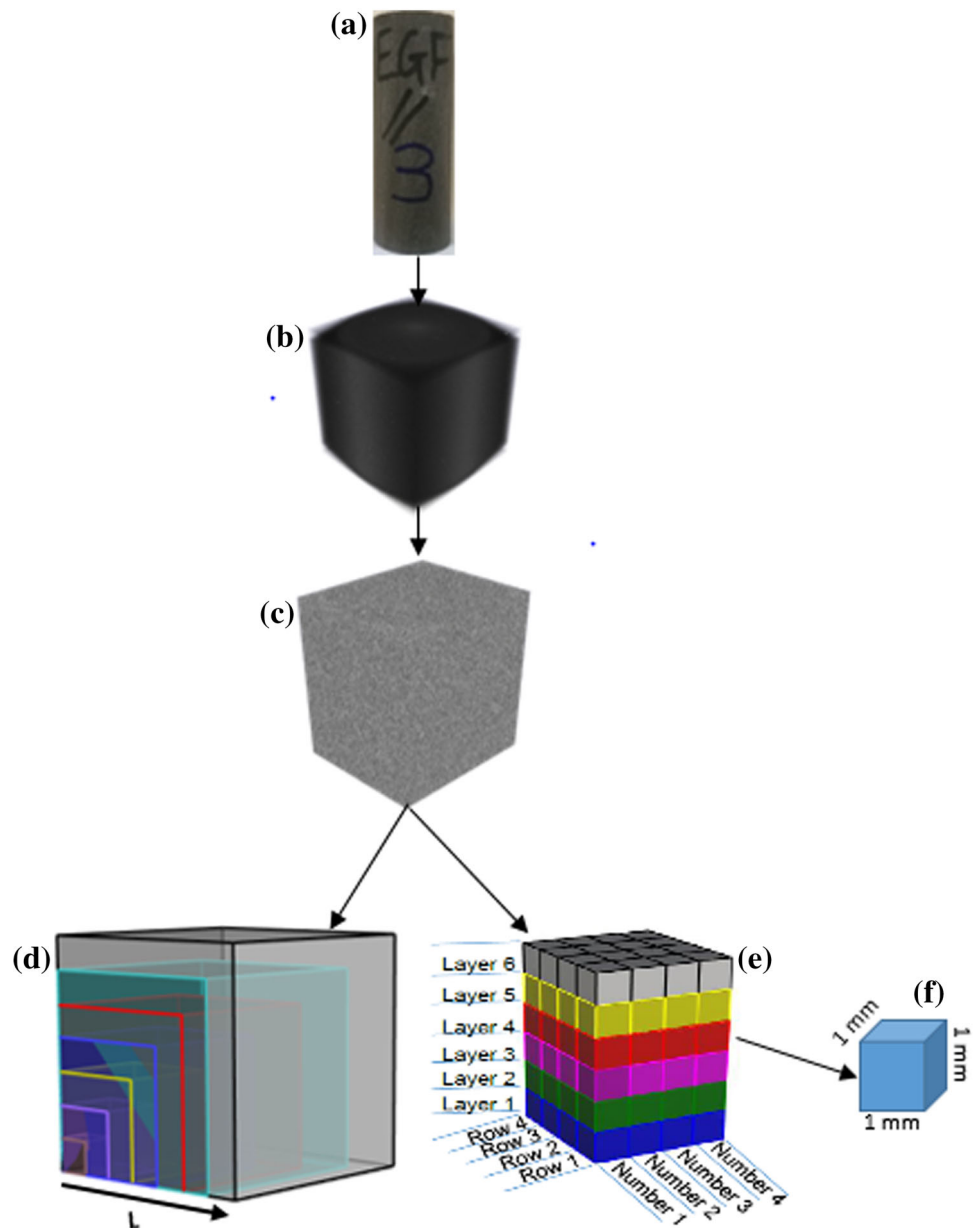 (a)
EGF
//
3
(b)
(c)
(d)
L
(e)
Layer 6
Layer 5
Layer 4
Layer 3
Layer 2
Layer 1
Row 4
Row 3
Row 2
Row 1
Number 1
Number 2
Number 3
Number 4
(f)
1 mm
1 mm
1 mm